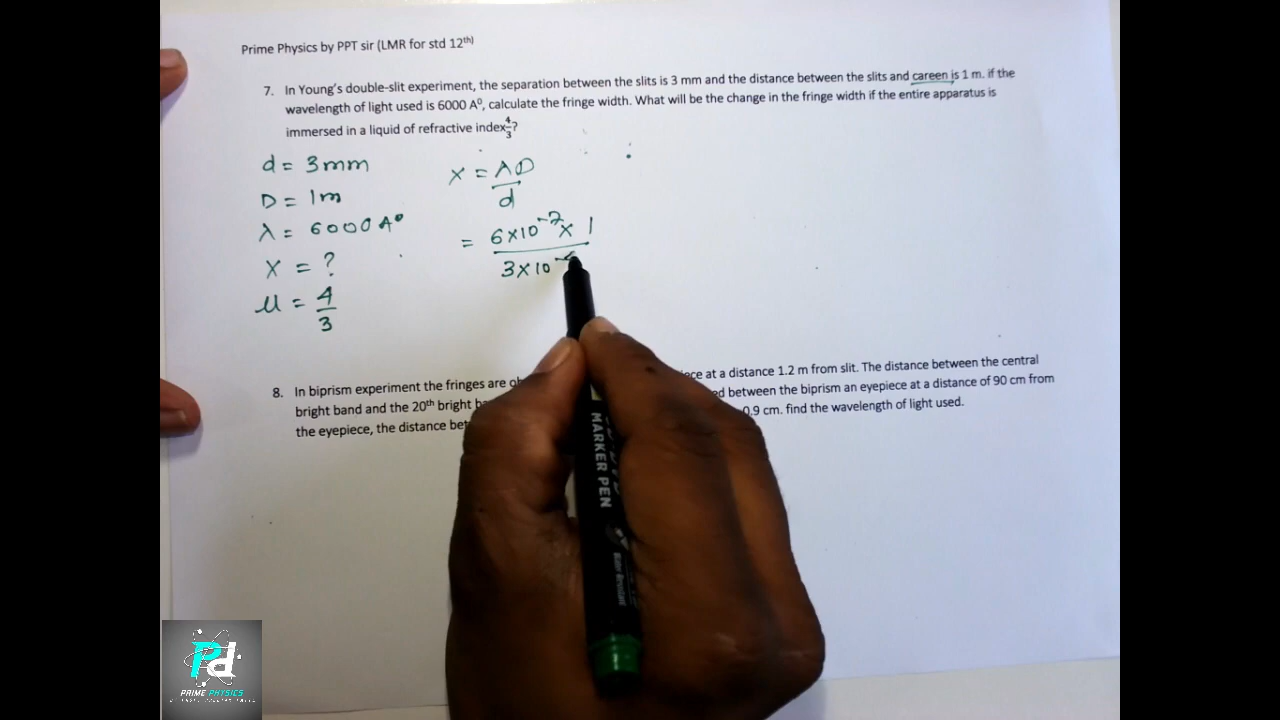 Prime Physics by PPT sir (LMR for std 12th)
7. In Young's double-slit experiment, the separation between the slits is 3 mm and the distance between the slits and careen is 1 m. if the
wavelength of light used is 6000 A⁰, calculate the fringe width. What will be the change in the fringe width if the entire apparatus is
immersed in a liquid of refractive index 4/3?
d = 3mm
D = 1m
λ = 6000 A⁰
X = ?
μ = 4/3
X = λD/d
= 6×10⁻⁷× 1
3×10
8. In biprism experiment the fringes are ece at a distance 1.2 m from slit. The distance between the central
bright band and the 20th bright between the biprism an eyepiece at a distance of 90 cm from
the eyepiece, the distance 0.9 cm. find the wavelength of light used.
MARKER PEN
Pd
PRIME PHYSICS